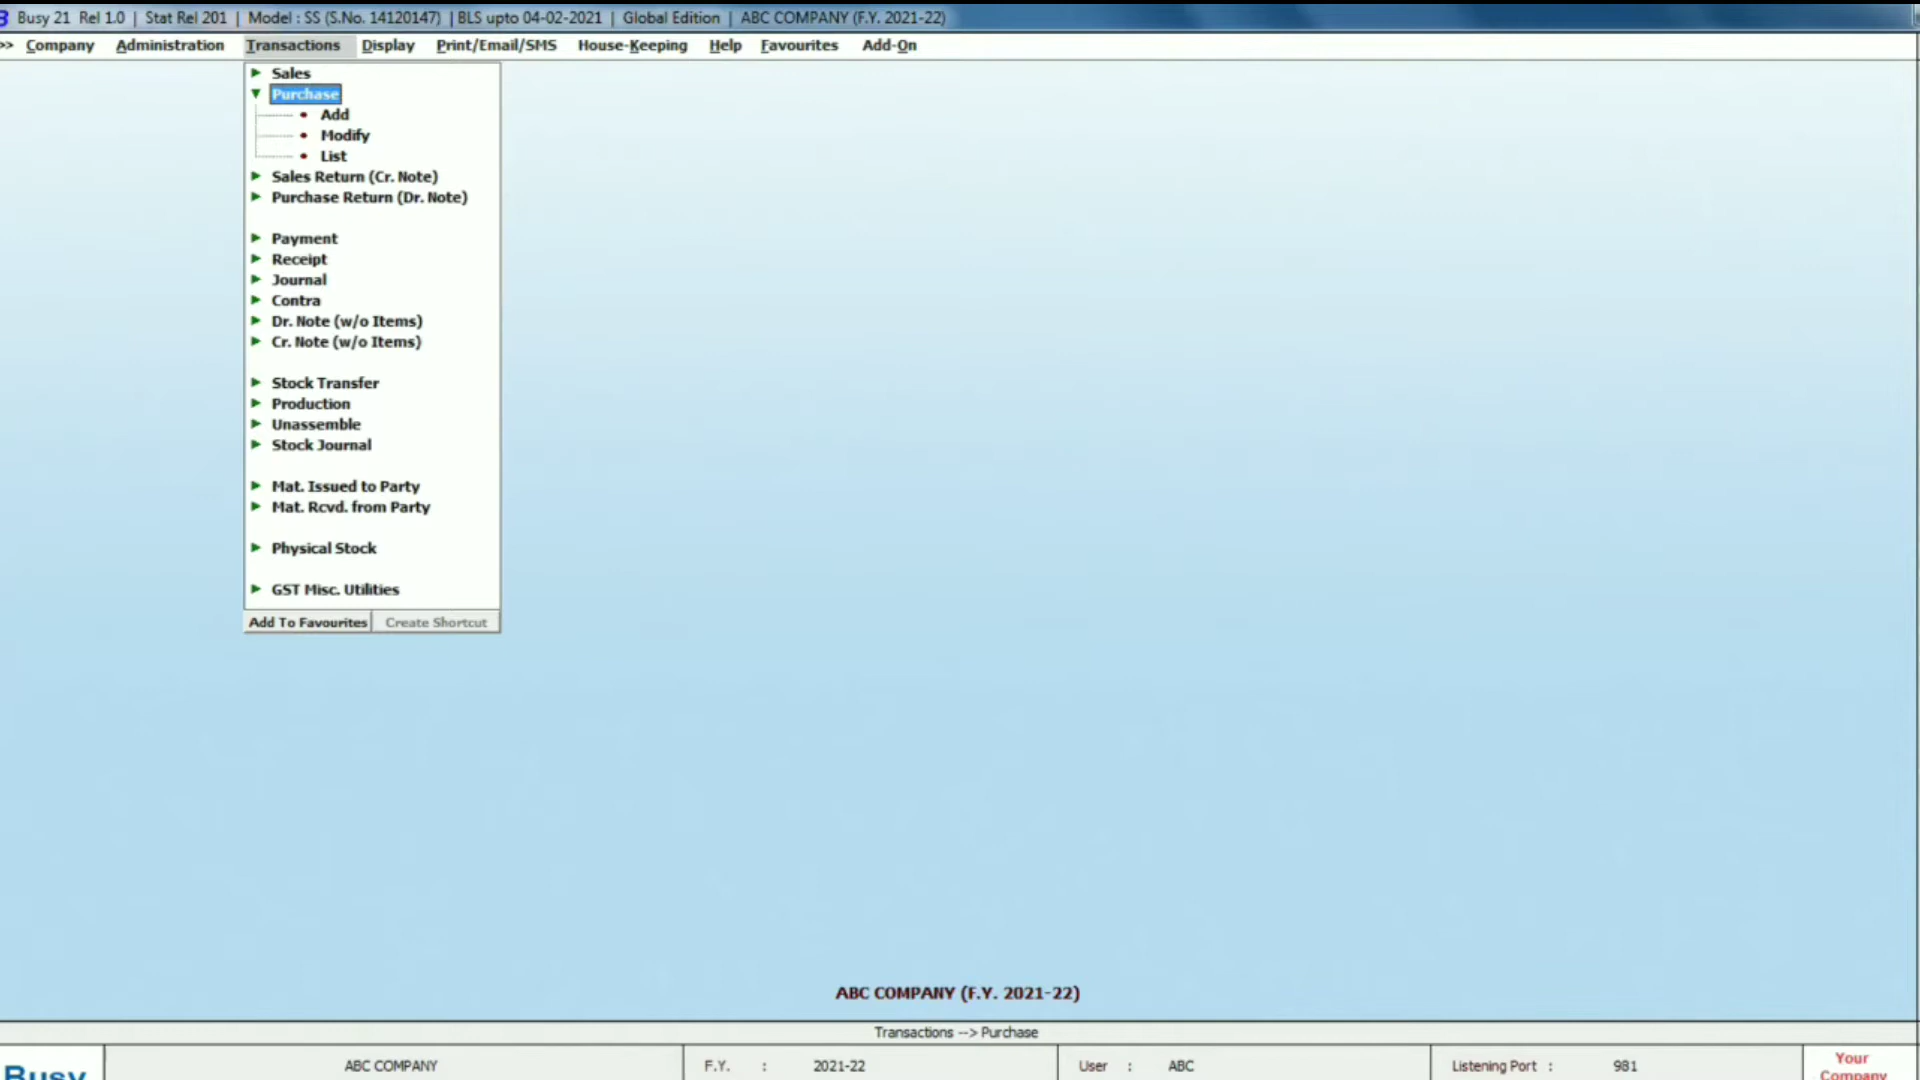 Busy 21 Rel 1.0 | Stat Rel 201 | Model : SS (S.No. 14120147) | BLS upto 04-02-2021 | Global Edition | ABC COMPANY (F.Y. 2021-22)
>> Company Administration Transactions Display Print/Email/SMS House-Keeping Help Favourites Add-On
Sales
Purchase
Add
Modify
List
Sales Return (Cr. Note)
Purchase Return (Dr. Note)
Payment
Receipt
Journal
Contra
Dr. Note (w/o Items)
Cr. Note (w/o Items)
Stock Transfer
Production
Unassemble
Stock Journal
Mat. Issued to Party
Mat. Rcvd. from Party
Physical Stock
GST Misc. Utilities
Add To Favourites Create Shortcut
ABC COMPANY (F.Y. 2021-22)
Transactions --> Purchase
Busy ABC COMPANY F.Y. : 2021-22 User : ABC Listening Port : 981 Your
Company